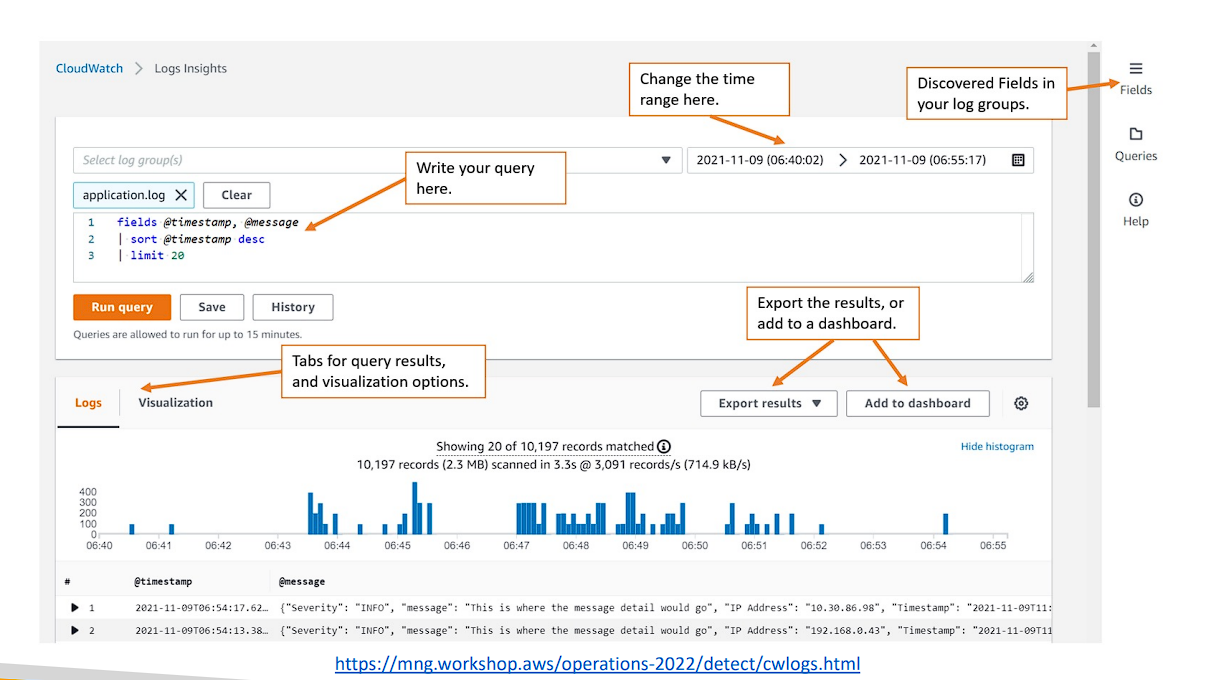 CloudWatch > Logs Insights
Change the time
range here.
Discovered Fields in
your log groups.
Fields
Select log group(s)
2021-11-09 (06:40:02) > 2021-11-09 (06:55:17)
Queries
Write your query
here.
application.log X Clear
Help
1 fields @timestamp, @message
2 | sort @timestamp desc
3 | limit 20
Run query Save History
Export the results, or
add to a dashboard.
Queries are allowed to run for up to 15 minutes.
Tabs for query results,
and visualization options.
Logs Visualization Export results Add to dashboard
Showing 20 of 10,197 records matched
Hide histogram
10,197 records (2.3 MB) scanned in 3.3s @ 3,091 records/s (714.9 kB/s)
400
300
200
100
0
06:40 06:41 06:42 06:43 06:44 06:45 06:46 06:47 06:48 06:49 06:50 06:51 06:52 06:53 06:54 06:55
# @timestamp @message
1 2021-11-09T06:54:17.62… {"Severity": "INFO", "message": "This is where the message detail would go", "IP Address": "10.30.86.98", "Timestamp": "2021-11-09T11:
2 2021-11-09T06:54:13.38… {"Severity": "INFO", "message": "This is where the message detail would go", "IP Address": "192.168.0.43", "Timestamp": "2021-11-09T11
https://mng.workshop.aws/operations-2022/detect/cwlogs.html